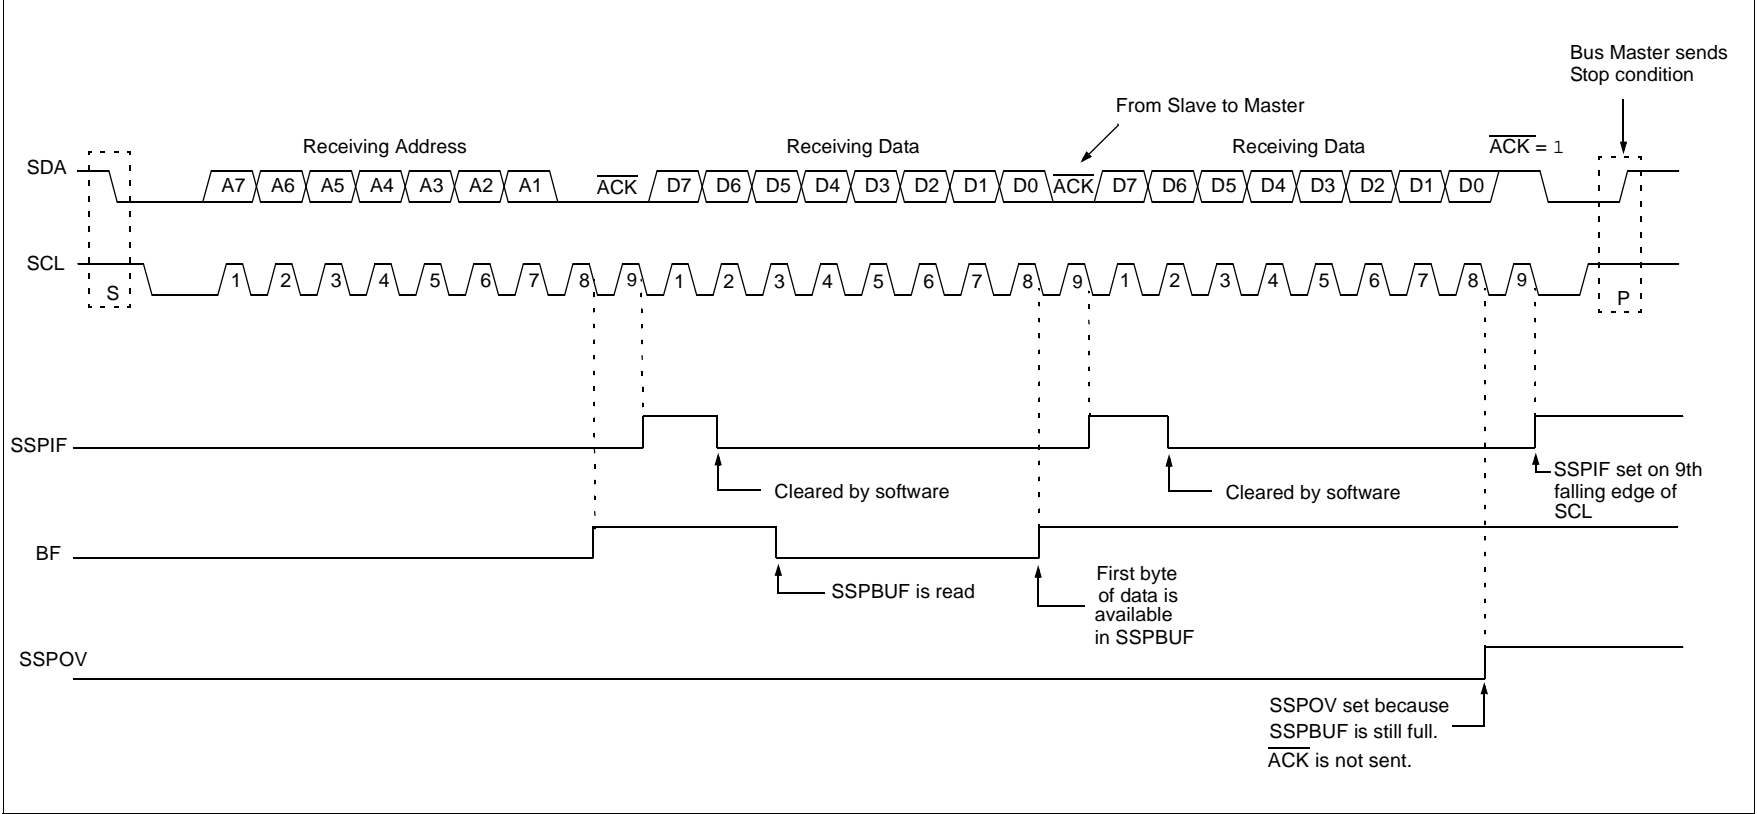 Bus Master sends
Stop condition
From Slave to Master
Receiving Address
Receiving Data
Receiving Data
ACK = 1
SDA
A7 A6 A5 A4 A3 A2 A1 ACK D7 D6 D5 D4 D3 D2 D1 D0 ACK D7 D6 D5 D4 D3 D2 D1 D0
SCL
S 1 2 3 4 5 6 7 8 9 1 2 3 4 5 6 7 8 9 1 2 3 4 5 6 7 8 9 P
SSPIF
Cleared by software
Cleared by software
SSPIF set on 9th
falling edge of
SCL
BF
SSPBUF is read
First byte
of data is
available
in SSPBUF
SSPOV
SSPOV set because
SSPBUF is still full.
ACK is not sent.